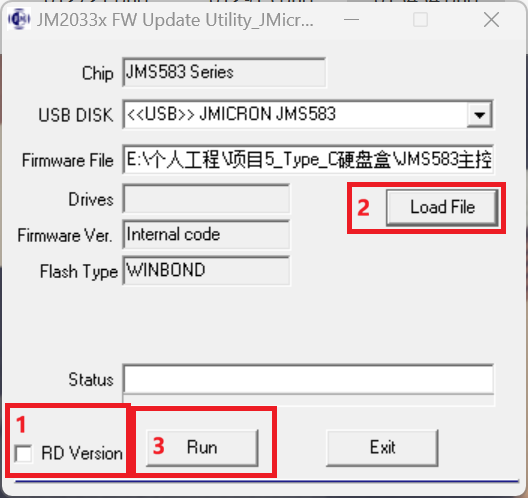 JM2033x FW Update Utility_JMicr...
Chip JMS583 Series
USB DISK <<USB>> JMICRON JMS583
Firmware File E:\个人工程\项目5_Type_C硬盘盒\JMS583主控
Drives
2 Load File
Firmware Ver. Internal code
Flash Type WINBOND
Status
1
RD Version
3 Run
Exit